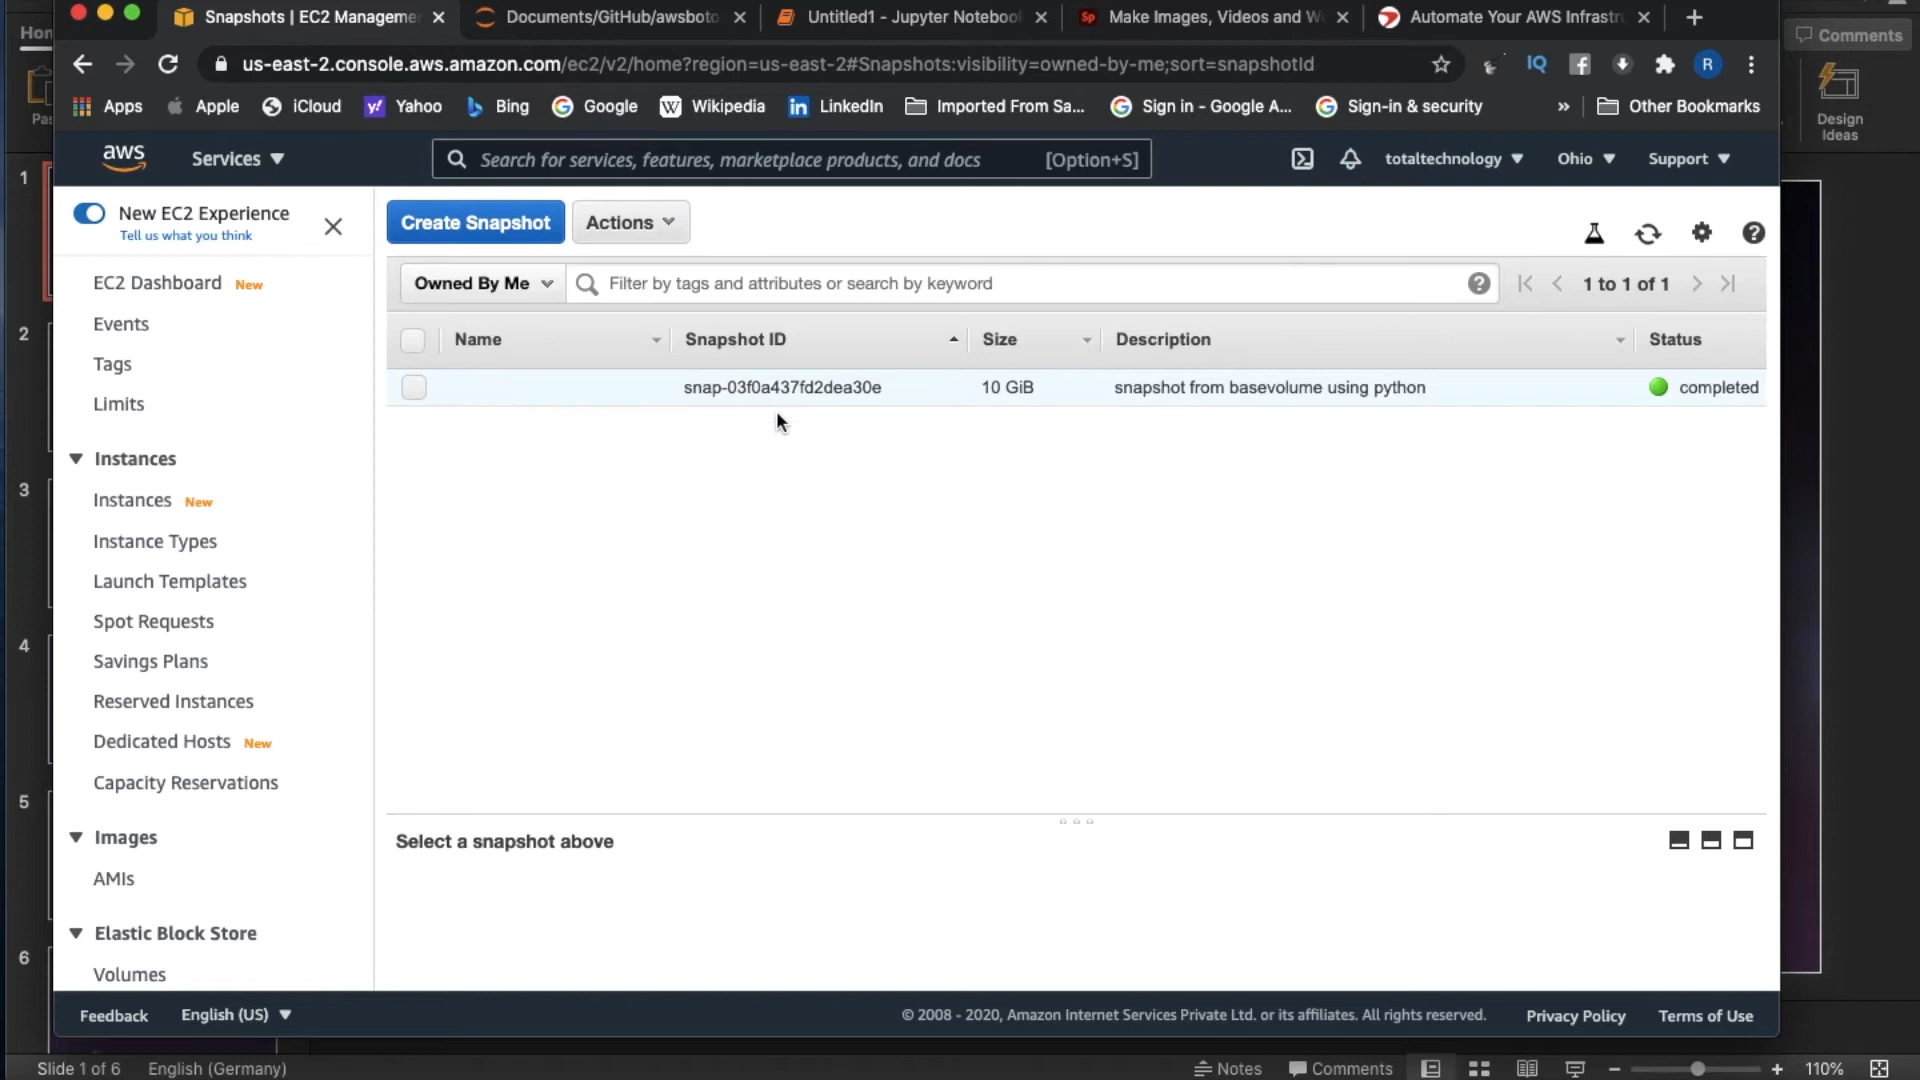 Snapshots | EC2 Manageme
Documents/GitHub/awsboto
Untitled1 - Jupyter Noteboo
Sp Make Images, Videos and W
Automate Your AWS Infrastr
us-east-2.console.aws.amazon.com/ec2/v2/home?region=us-east-2#Snapshots:visibility=owned-by-me;sort=snapshotId
IQ
R
Comments
Apps
Apple
iCloud
Yahoo
Bing
Google
Wikipedia
LinkedIn
Imported From Sa...
Sign in - Google A...
Sign-in & security
»
Other Bookmarks
Design
Ideas
aws
Services
Search for services, features, marketplace products, and docs
[Option+S]
totaltechnology
Ohio
Support
New EC2 Experience
Tell us what you think
EC2 Dashboard New
Events
Tags
Limits
Instances
Instances New
Instance Types
Launch Templates
Spot Requests
Savings Plans
Reserved Instances
Dedicated Hosts New
Capacity Reservations
Images
AMIs
Elastic Block Store
Volumes
Create Snapshot
Actions
Owned By Me
Filter by tags and attributes or search by keyword
1 to 1 of 1
Name
Snapshot ID
Size
Description
Status
snap-03f0a437fd2dea30e
10 GiB
snapshot from basevolume using python
completed
Select a snapshot above
1
2
3
4
5
6
Feedback
English (US)
© 2008 - 2020, Amazon Internet Services Private Ltd. or its affiliates. All rights reserved.
Privacy Policy
Terms of Use
Slide 1 of 6
English (Germany)
Notes
Comments
110%